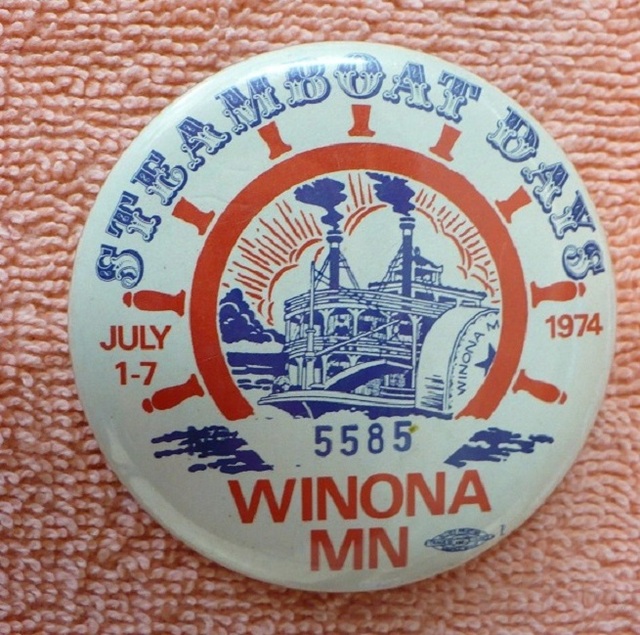 STEAMBOAT DAYS
JULY
1-7
1974
WINONA M
5585
WINONA
MN